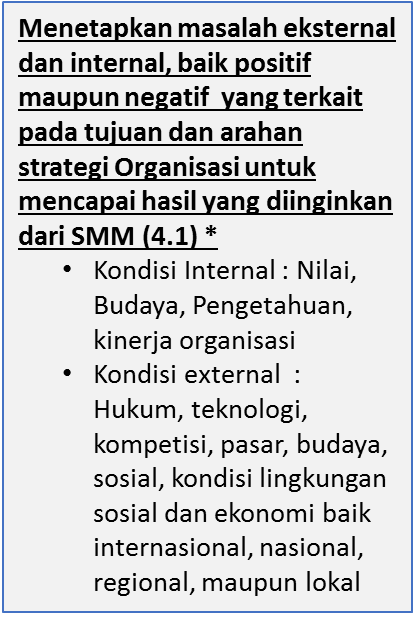 Menetapkan masalah eksternal
dan internal, baik positif
maupun negatif  yang terkait
pada tujuan dan arahan
strategi Organisasi untuk
mencapai hasil yang diinginkan
dari SMM (4.1) *
• Kondisi Internal : Nilai,
Budaya, Pengetahuan,
kinerja organisasi
• Kondisi external  :
Hukum, teknologi,
kompetisi, pasar, budaya,
sosial, kondisi lingkungan
sosial dan ekonomi baik
internasional, nasional,
regional, maupun lokal